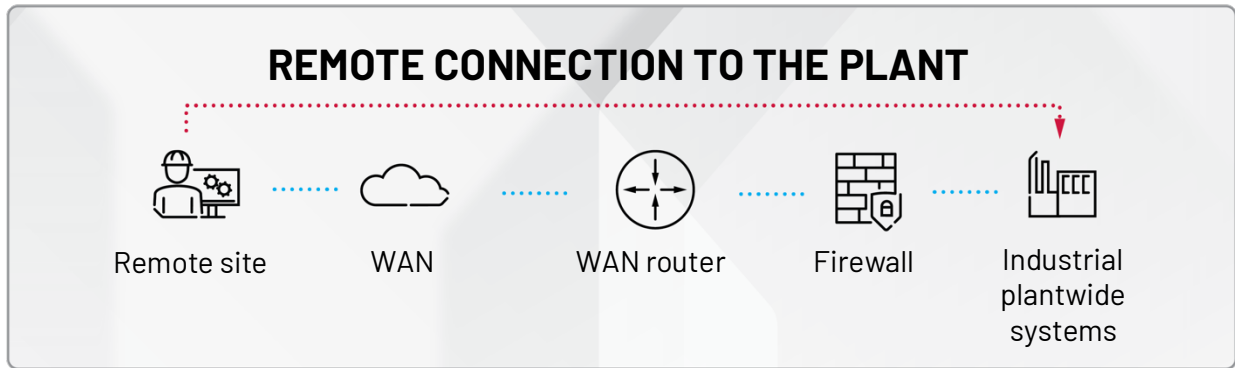 REMOTE CONNECTION TO THE PLANT
Remote site
WAN
WAN router
Firewall
Industrial
plantwide
systems